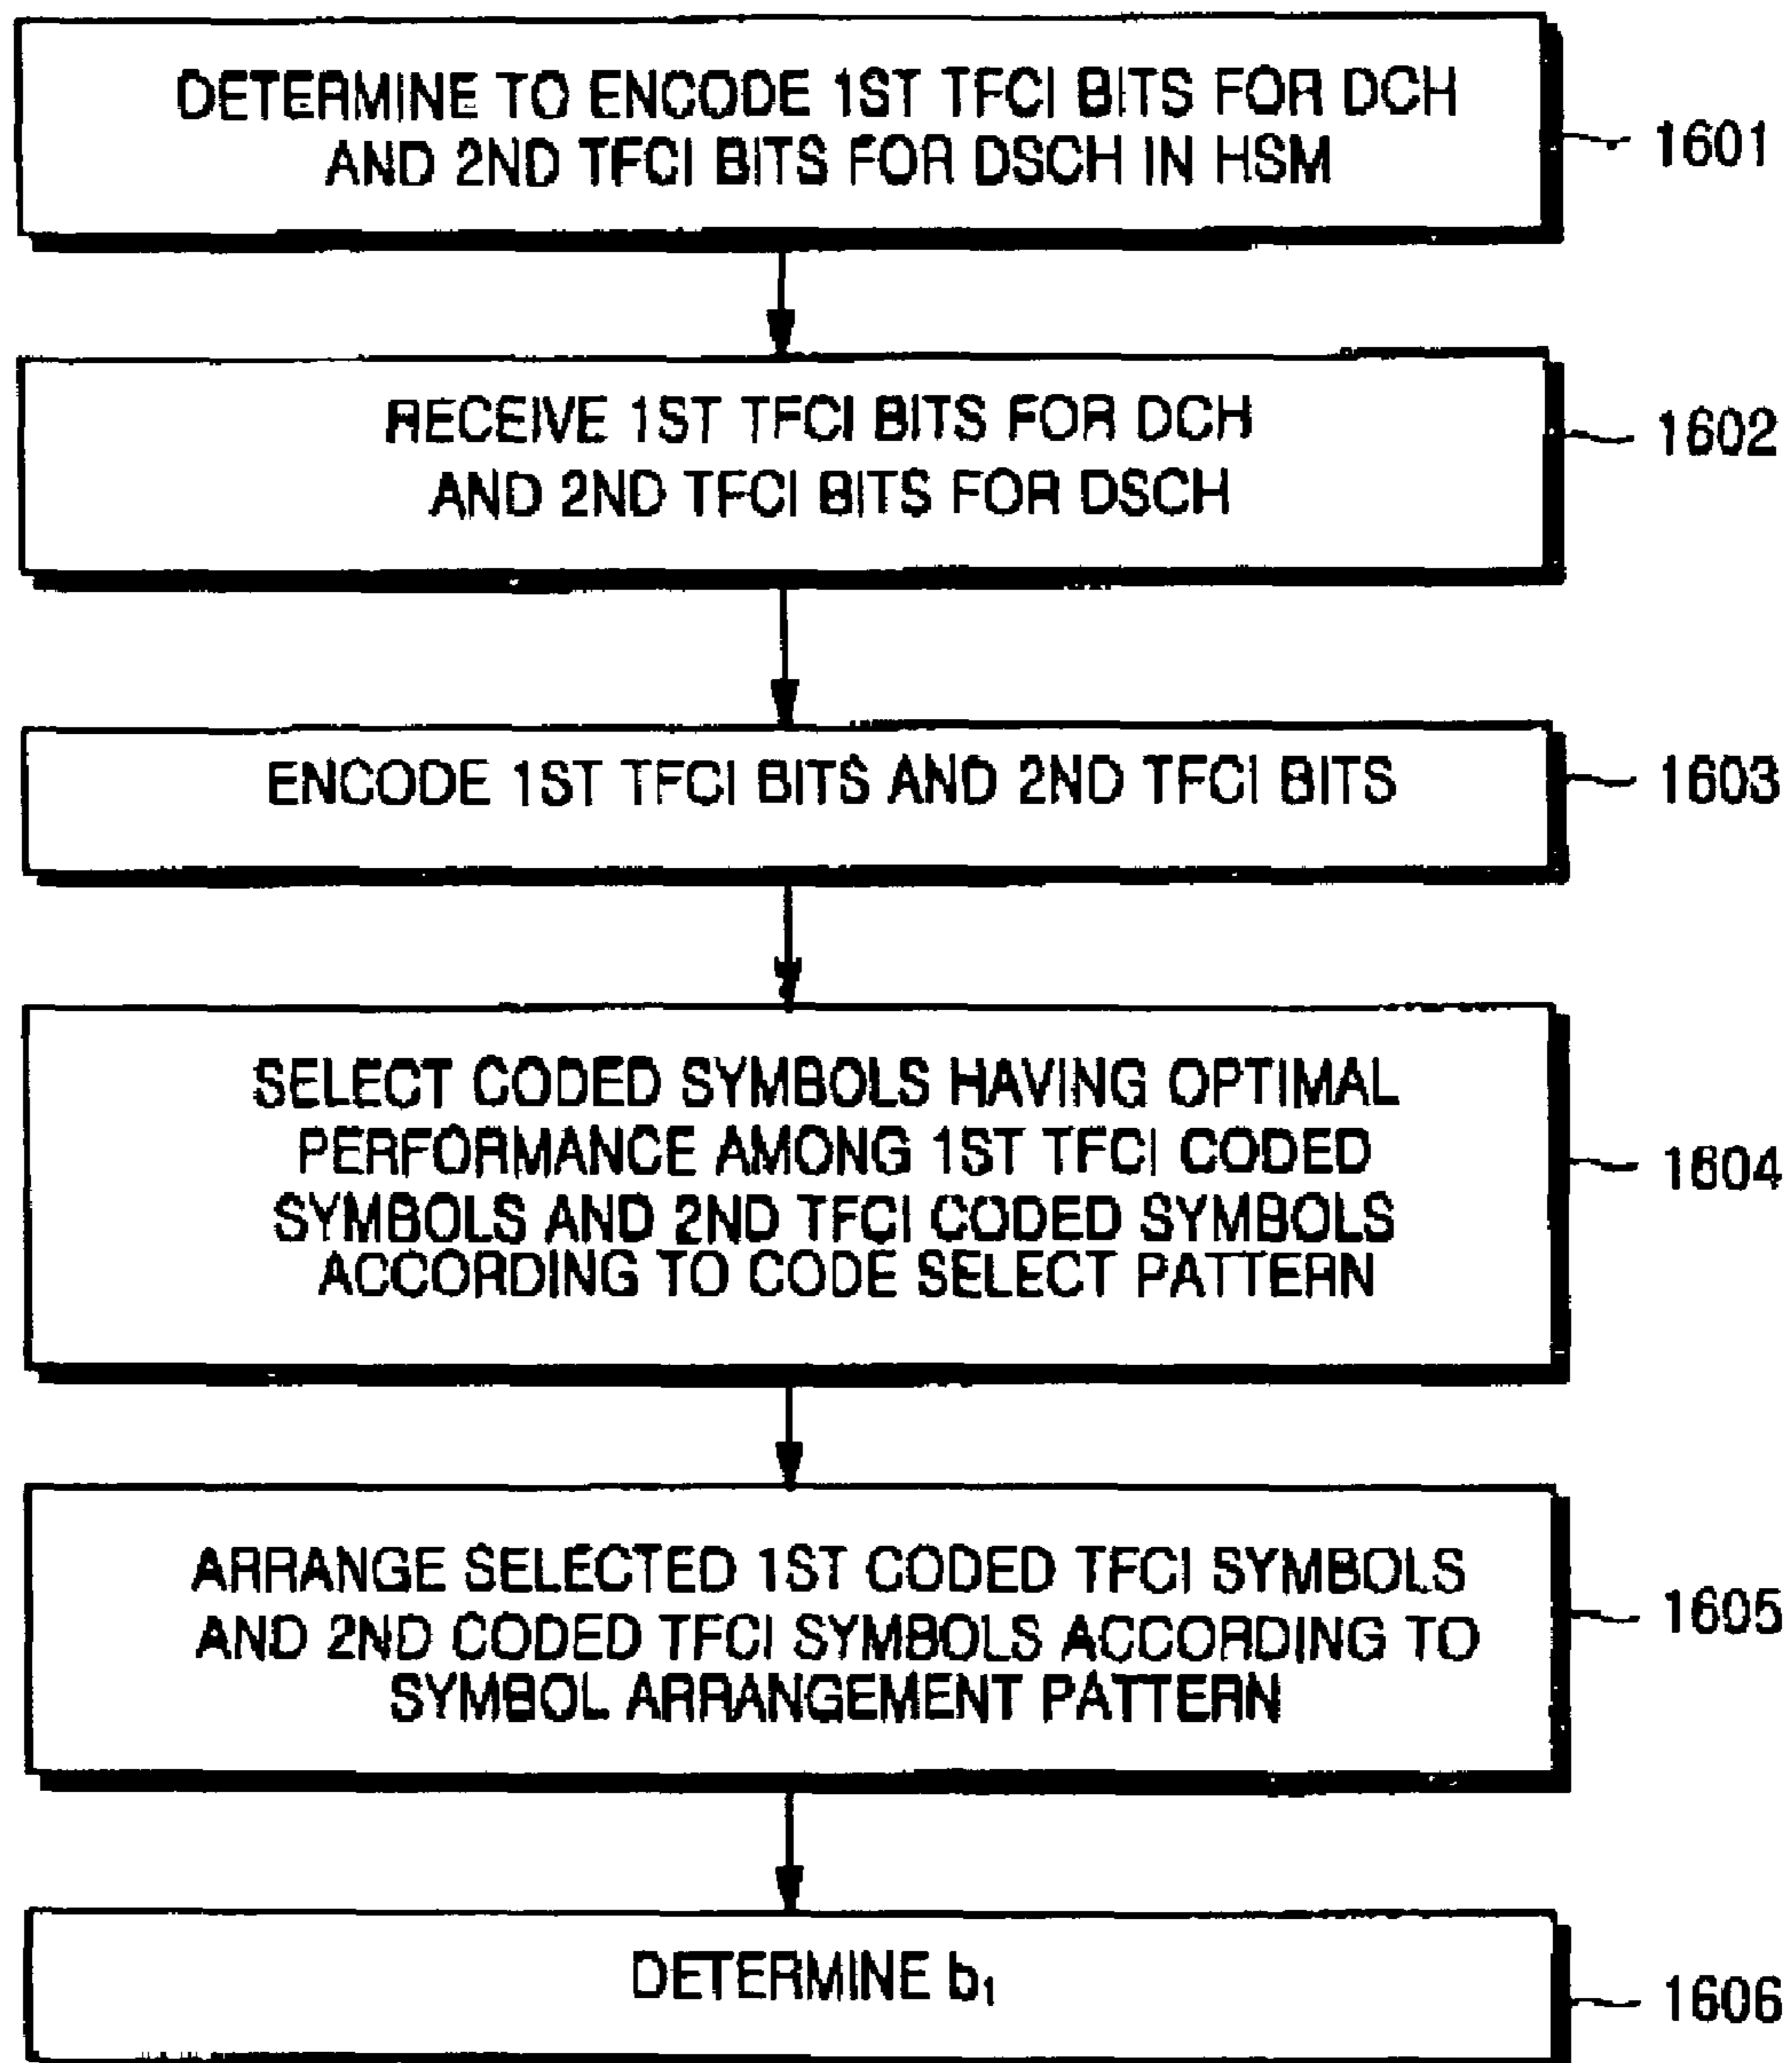 DETERMINE TO ENCODE 1ST TFCI BITS FOR DCH
AND 2ND TFCI BITS FOR DSCH IN HSM
1601
RECEIVE 1ST TFCI BITS FOR DCH
AND 2ND TFCI BITS FOR DSCH
1602
ENCODE 1ST TFCI BITS AND 2ND TFCI BITS
1603
SELECT CODED SYMBOLS HAVING OPTIMAL
PERFORMANCE AMONG 1ST TFCI CODED
SYMBOLS AND 2ND TFCI CODED SYMBOLS
ACCORDING TO CODE SELECT PATTERN
1604
ARRANGE SELECTED 1ST CODED TFCI SYMBOLS
AND 2ND CODED TFCI SYMBOLS ACCORDING TO
SYMBOL ARRANGEMENT PATTERN
1605
DETERMINE b₁
1606